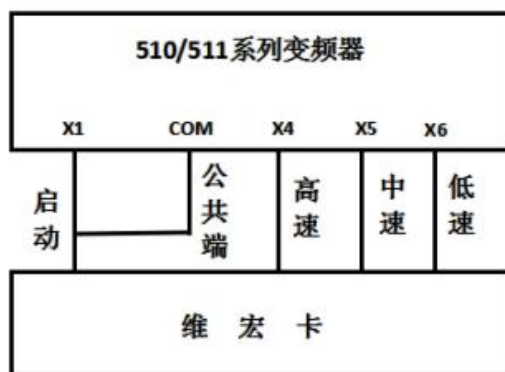 510/511系列变频器
X1 COM X4 X5 X6
启动
公共端
高速
中速
低速
维宏卡